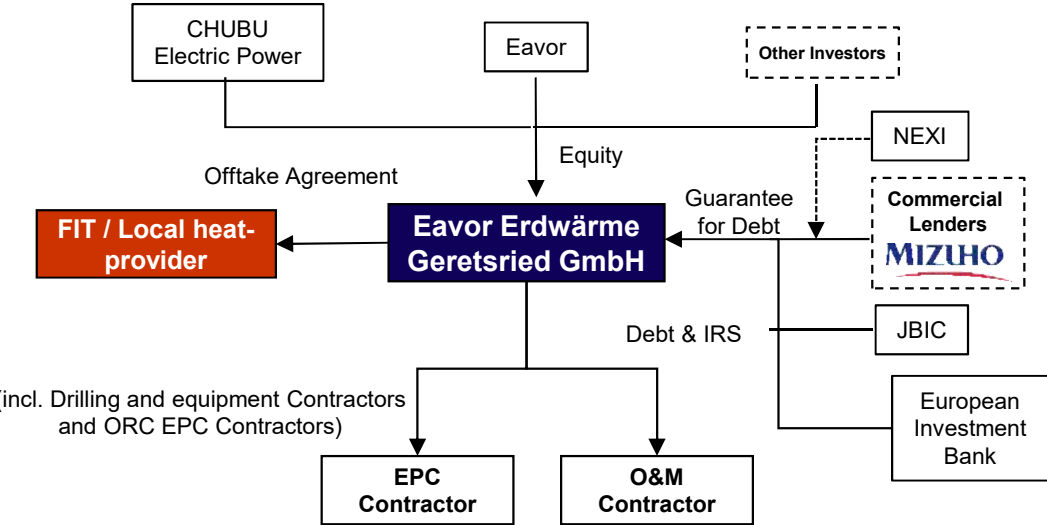 CHUBU
Electric Power
Eavor
Other Investors
NEXI
Equity
Offtake Agreement
Guarantee
for Debt
Commercial
Lenders
MIZUHO
FIT / Local heat-
provider
Eavor Erdwärme
Geretsried GmbH
Debt & IRS
JBIC
(incl. Drilling and equipment Contractors
and ORC EPC Contractors)
European
Investment
Bank
EPC
Contractor
O&M
Contractor